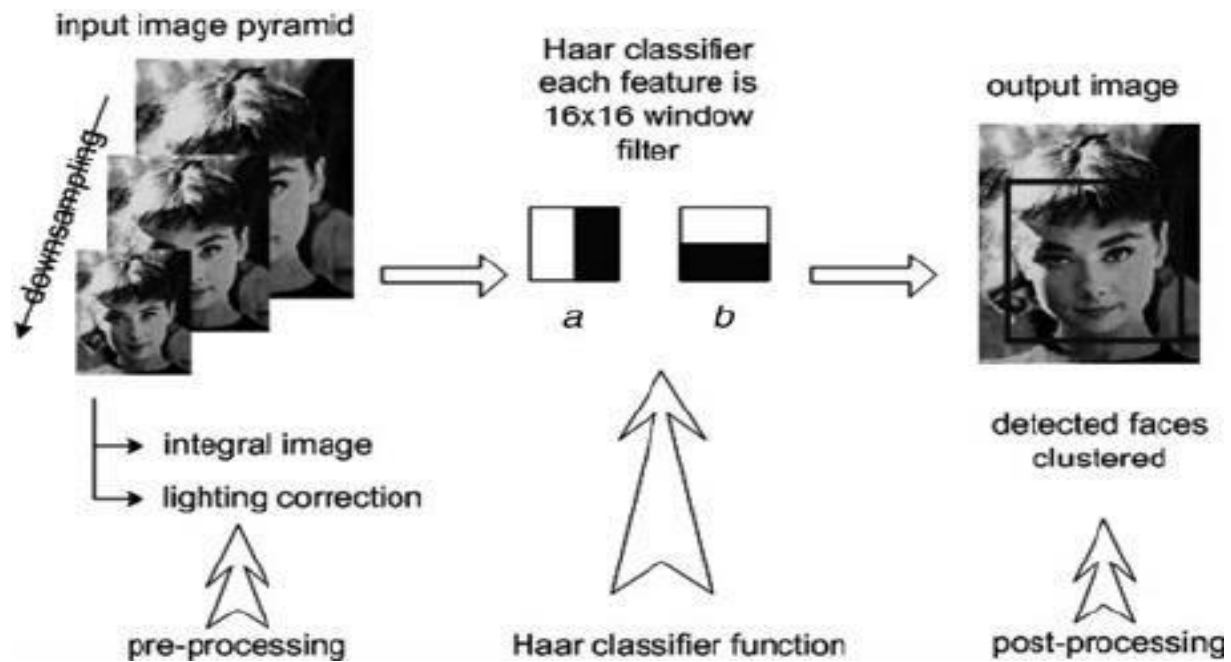 input image pyramid
downsampling
integral image
lighting correction
pre-processing
Haar classifier
each feature is
16x16 window
filter
a
b
Haar classifier function
output image
detected faces
clustered
post-processing